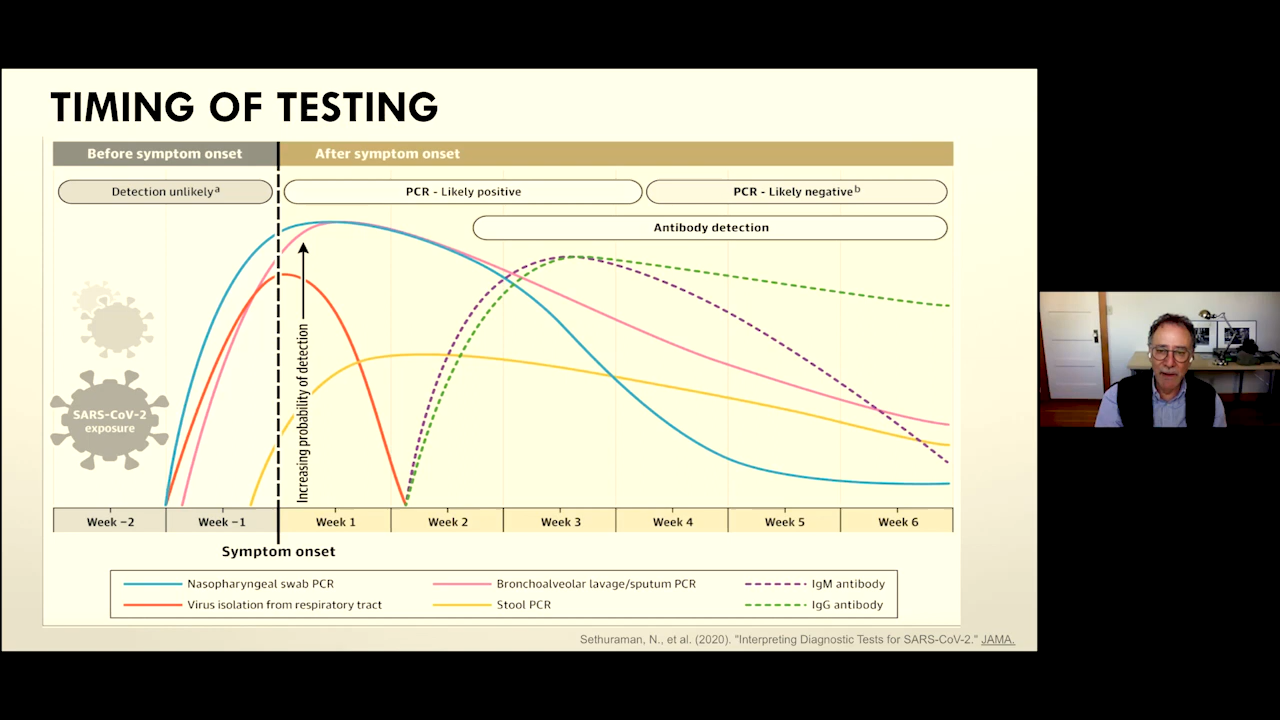 TIMING OF TESTING
Before symptom onset
After symptom onset
Detection unlikelyᵃ
PCR - Likely positive
PCR - Likely negativeᵇ
Antibody detection
Increasing probability of detection
SARS-CoV-2
exposure
Week −2
Week −1
Week 1
Week 2
Week 3
Week 4
Week 5
Week 6
Symptom onset
Nasopharyngeal swab PCR
Bronchoalveolar lavage/sputum PCR
IgM antibody
Virus isolation from respiratory tract
Stool PCR
IgG antibody
Sethuraman, N., et al. (2020). "Interpreting Diagnostic Tests for SARS-CoV-2." JAMA.